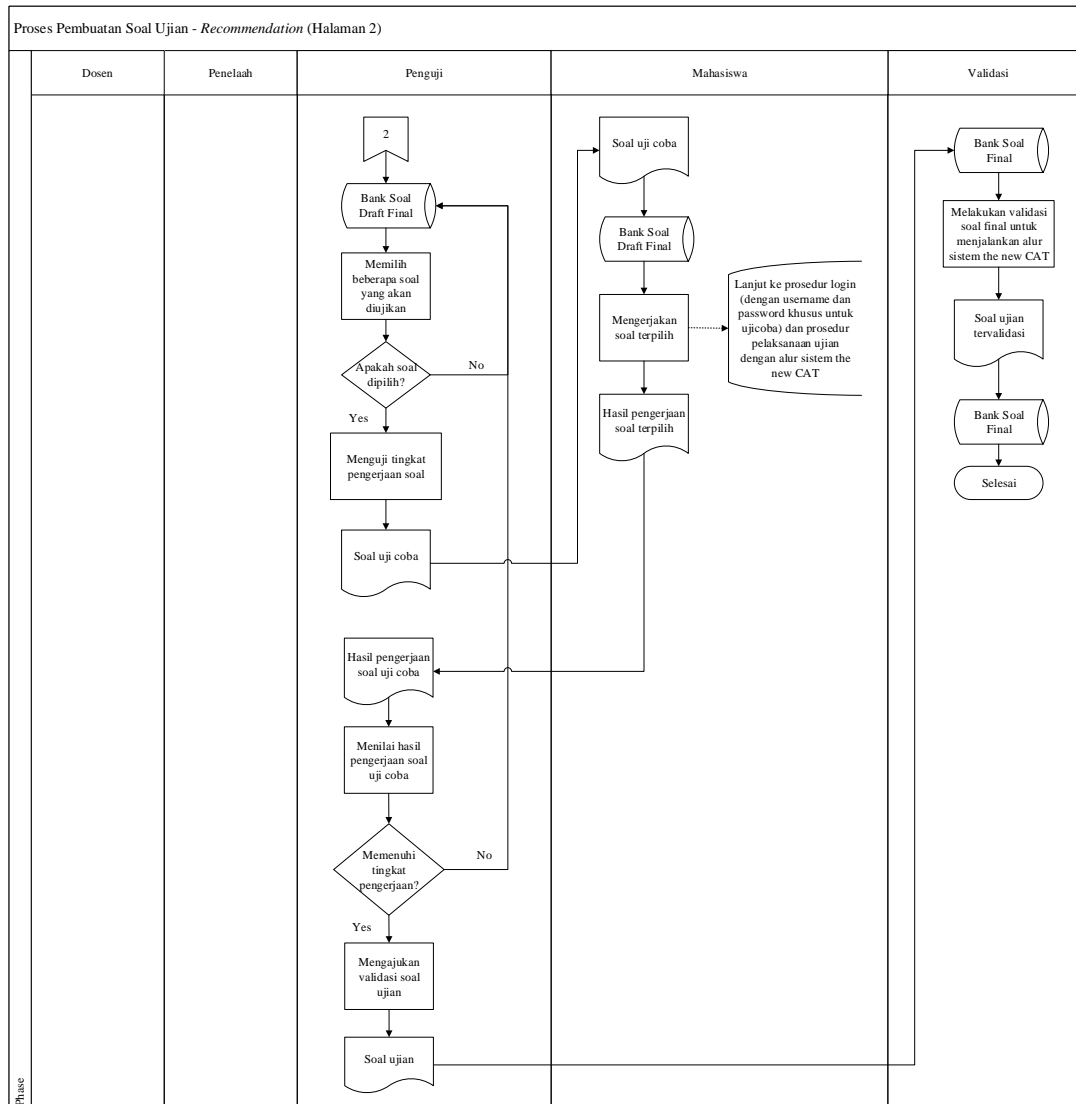 Proses Pembuatan Soal Ujian - Recommendation (Halaman 2)
Dosen
Penelaah
Penguji
Mahasiswa
Validasi
2
Bank Soal
Draft Final
Memilih
beberapa soal
yang akan
diujikan
Apakah soal
dipilih?
No
Yes
Menguji tingkat
pengerjaan soal
Soal uji coba
Hasil pengerjaan
soal uji coba
Menilai hasil
pengerjaan soal
uji coba
Memenuhi
tingkat
pengerjaan?
No
Yes
Mengajukan
validasi soal
ujian
Soal ujian
Soal uji coba
Bank Soal
Draft Final
Mengerjakan
soal terpilih
Lanjut ke prosedur login
(dengan username dan
password khusus untuk
ujicoba) dan prosedur
pelaksanaan ujian
dengan alur sistem the
new CAT
Hasil pengerjaan
soal terpilih
Bank Soal
Final
Melakukan validasi
soal final untuk
menjalankan alur
sistem the new CAT
Soal ujian
tervalidasi
Bank Soal
Final
Selesai
Phase